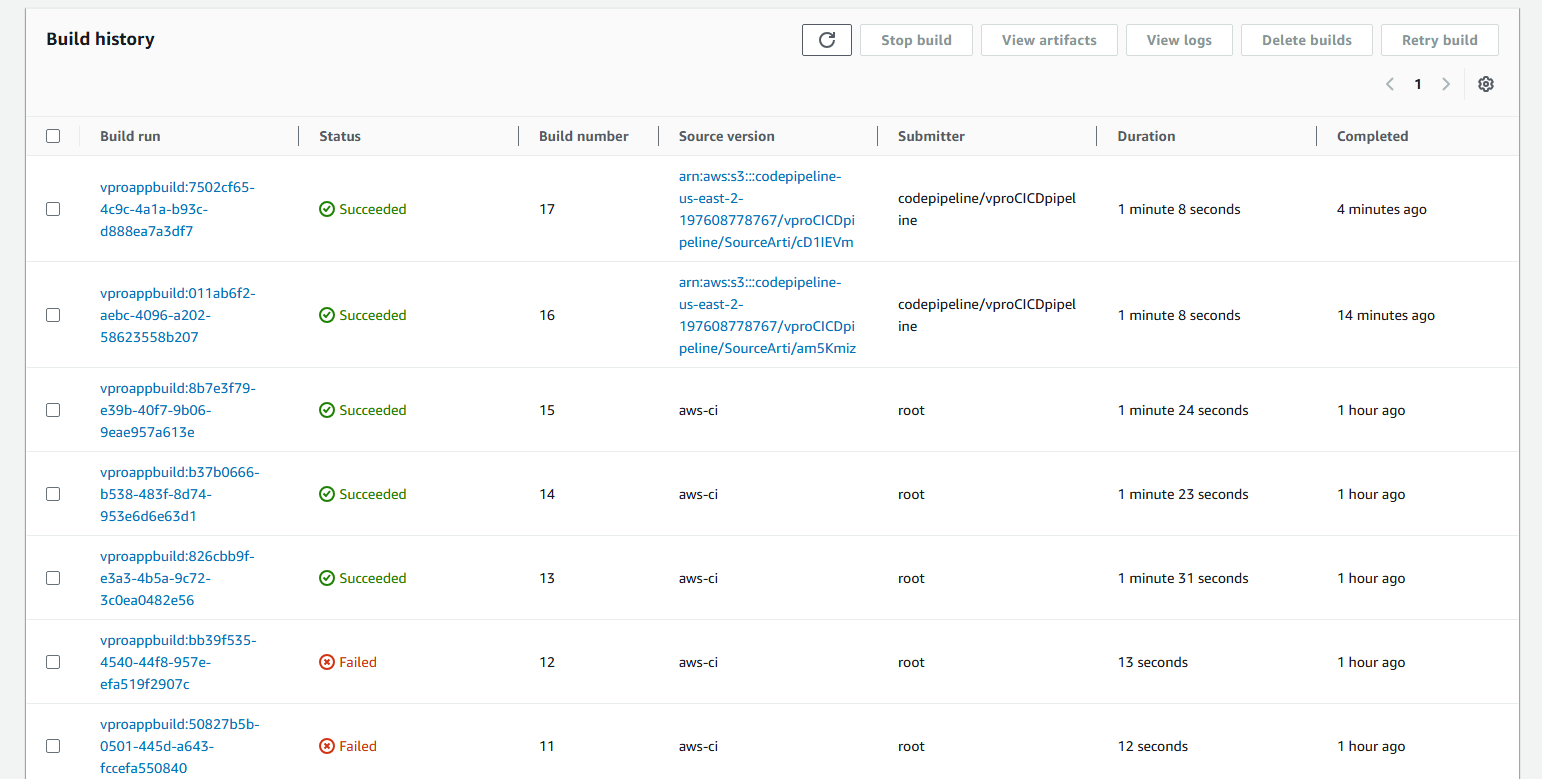 Build history
Stop build
View artifacts
View logs
Delete builds
Retry build
1
Build run
Status
Build number
Source version
Submitter
Duration
Completed
vproappbuild:7502cf65-
4c9c-4a1a-b93c-
d888ea7a3df7
Succeeded
17
arn:aws:s3:::codepipeline-
us-east-2-
197608778767/vproCICDpi
peline/SourceArti/cD1IEVm
codepipeline/vproCICDpipel
ine
1 minute 8 seconds
4 minutes ago
vproappbuild:011ab6f2-
aebc-4096-a202-
58623558b207
Succeeded
16
arn:aws:s3:::codepipeline-
us-east-2-
197608778767/vproCICDpi
peline/SourceArti/am5Kmiz
codepipeline/vproCICDpipel
ine
1 minute 8 seconds
14 minutes ago
vproappbuild:8b7e3f79-
e39b-40f7-9b06-
9eae957a613e
Succeeded
15
aws-ci
root
1 minute 24 seconds
1 hour ago
vproappbuild:b37b0666-
b538-483f-8d74-
953e6d6e63d1
Succeeded
14
aws-ci
root
1 minute 23 seconds
1 hour ago
vproappbuild:826cbb9f-
e3a3-4b5a-9c72-
3c0ea0482e56
Succeeded
13
aws-ci
root
1 minute 31 seconds
1 hour ago
vproappbuild:bb39f535-
4540-44f8-957e-
efa519f2907c
Failed
12
aws-ci
root
13 seconds
1 hour ago
vproappbuild:50827b5b-
0501-445d-a643-
fccefa550840
Failed
11
aws-ci
root
12 seconds
1 hour ago